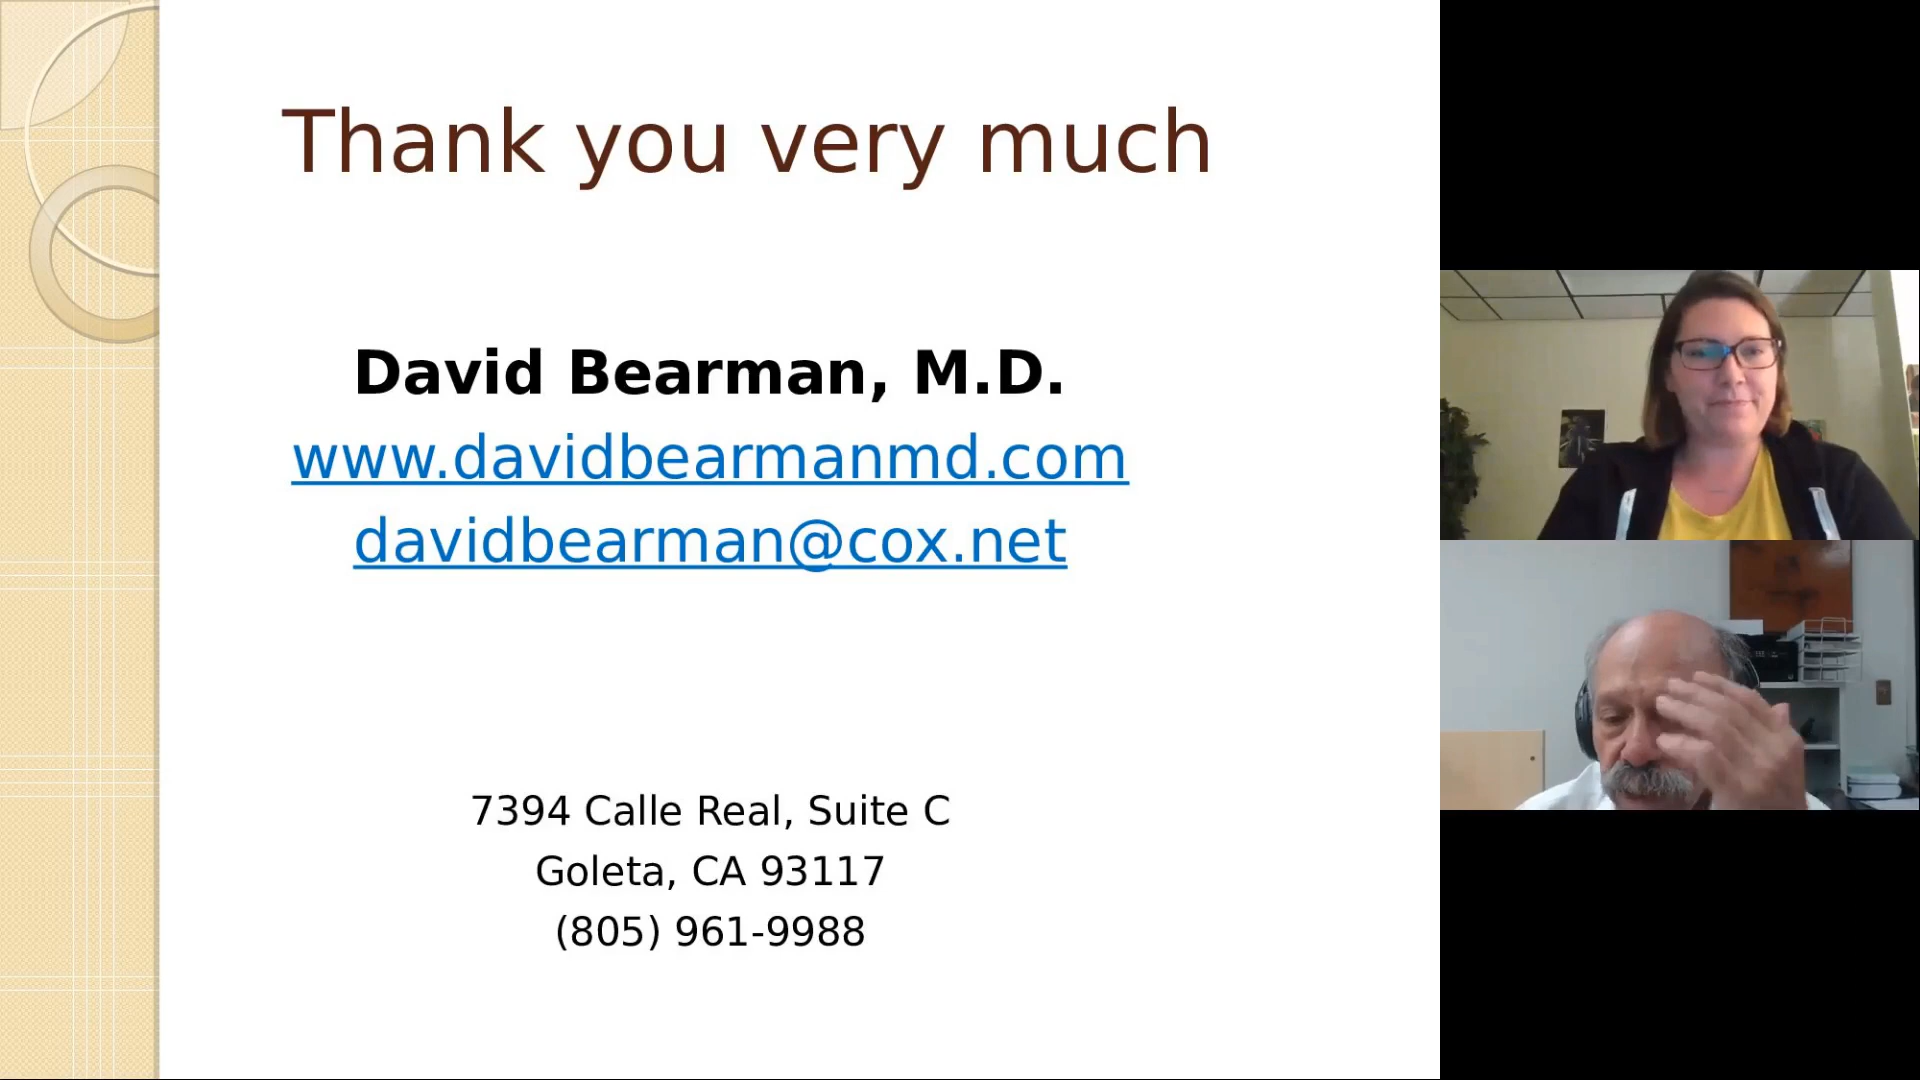 Thank you very much
David Bearman, M.D.
www.davidbearmanmd.com
davidbearman@cox.net
7394 Calle Real, Suite C
Goleta, CA 93117
(805) 961-9988